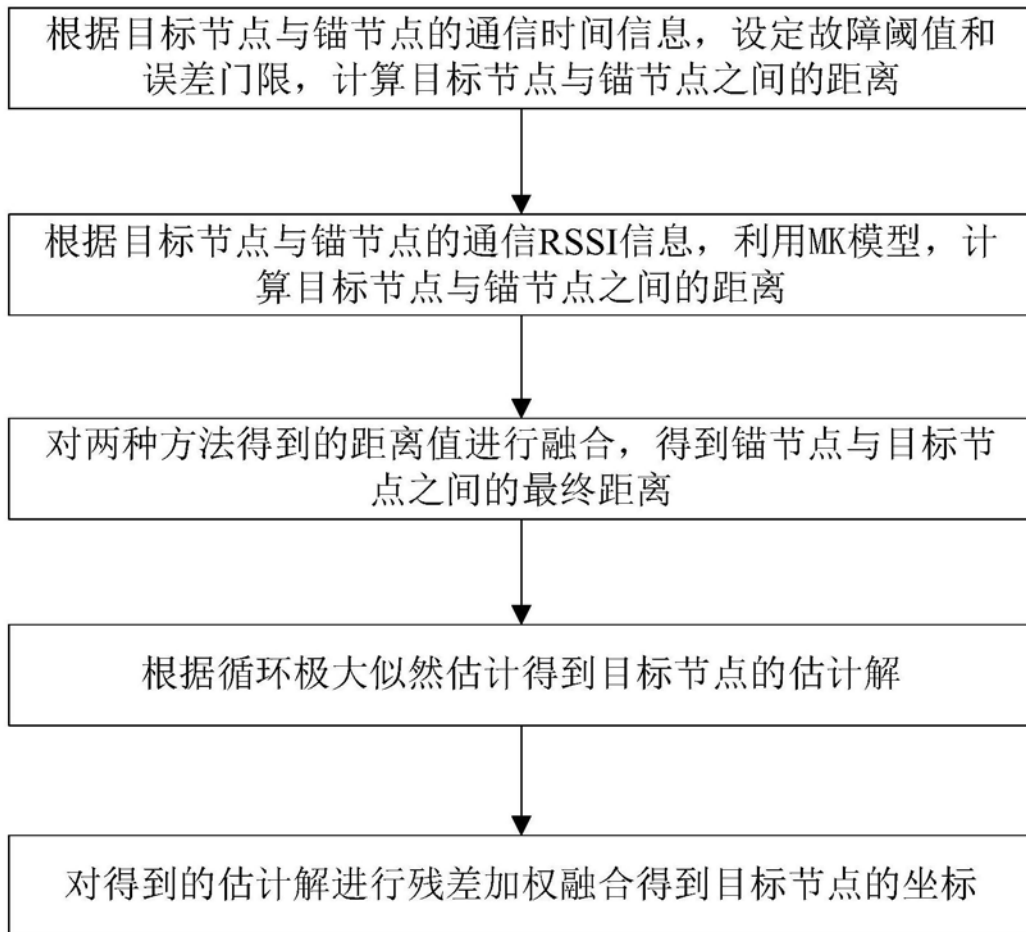 根据目标节点与锚节点的通信时间信息，设定故障阈值和
误差门限，计算目标节点与锚节点之间的距离
根据目标节点与锚节点的通信RSSI信息，利用MK模型，计
算目标节点与锚节点之间的距离
对两种方法得到的距离值进行融合，得到锚节点与目标节
点之间的最终距离
根据循环极大似然估计得到目标节点的估计解
对得到的估计解进行残差加权融合得到目标节点的坐标